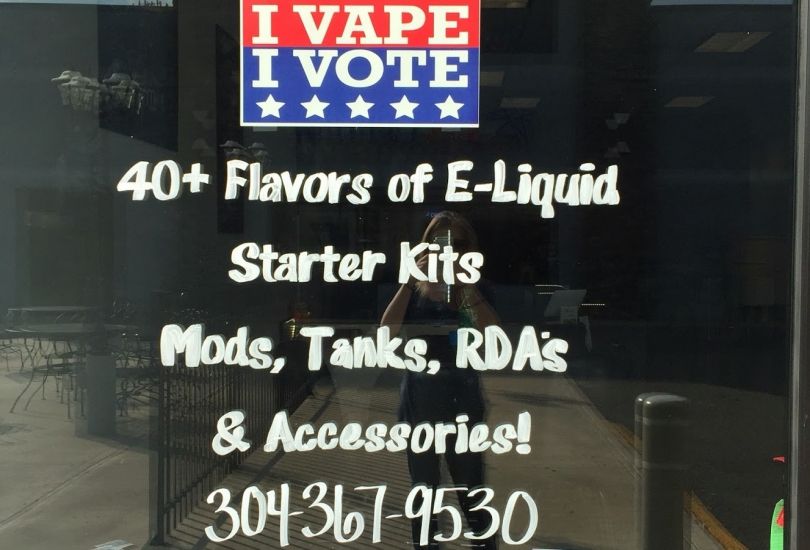 I VAPE
I VOTE
40+ Flavors of E-Liquid
Starter Kits
Mods, Tanks, RDA's
& Accessories!
304-367-9530